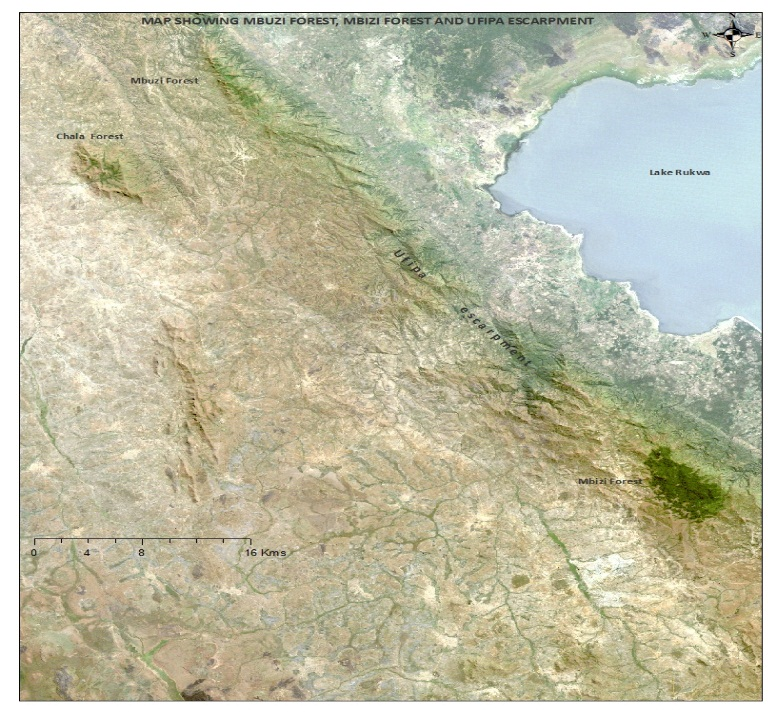 MAP SHOWING MBUZI FOREST, MBIZI FOREST AND UFIPA ESCARPMENT
N
W E
S
Mbuzi Forest
Chala Forest
Lake Rukwa
Ufipa
escarpment
Mbizi Forest
0 4 8 16 Kms